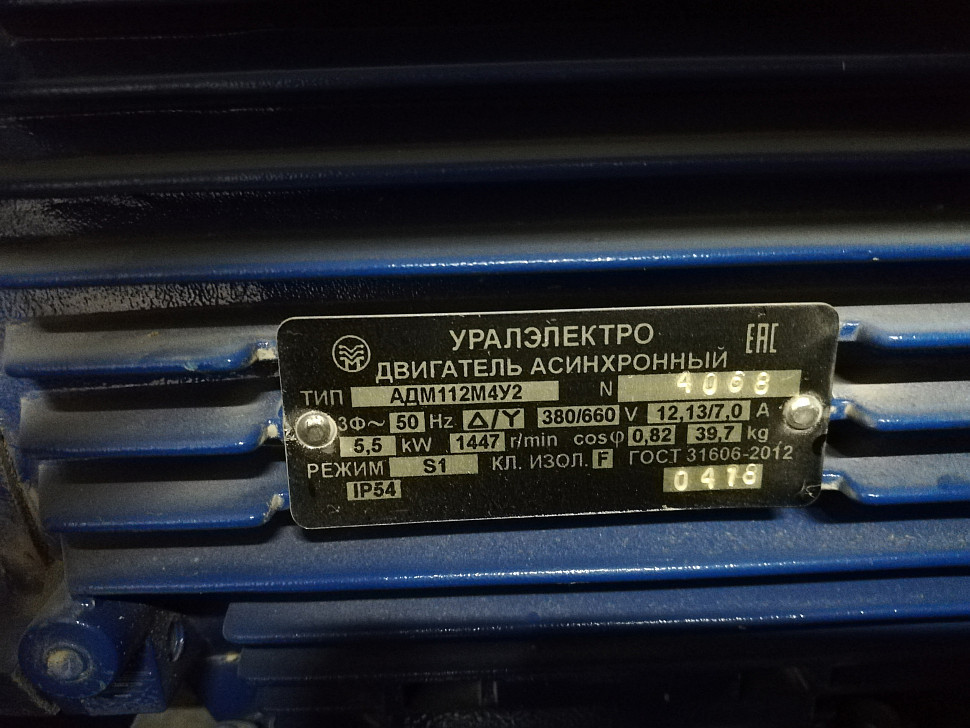 УРАЛЭЛЕКТРО EAC
ДВИГАТЕЛЬ АСИНХРОННЫЙ
ТИП АДМ112М4У2 N 4068
3Ф~ 50 Hz Δ/Y 380/660 V 12,13/7,0 A
5,5 kW 1447 r/min cosφ 0,82 39,7 kg
РЕЖИМ S1 КЛ. ИЗОЛ. F ГОСТ 31606-2012
IP54 0418